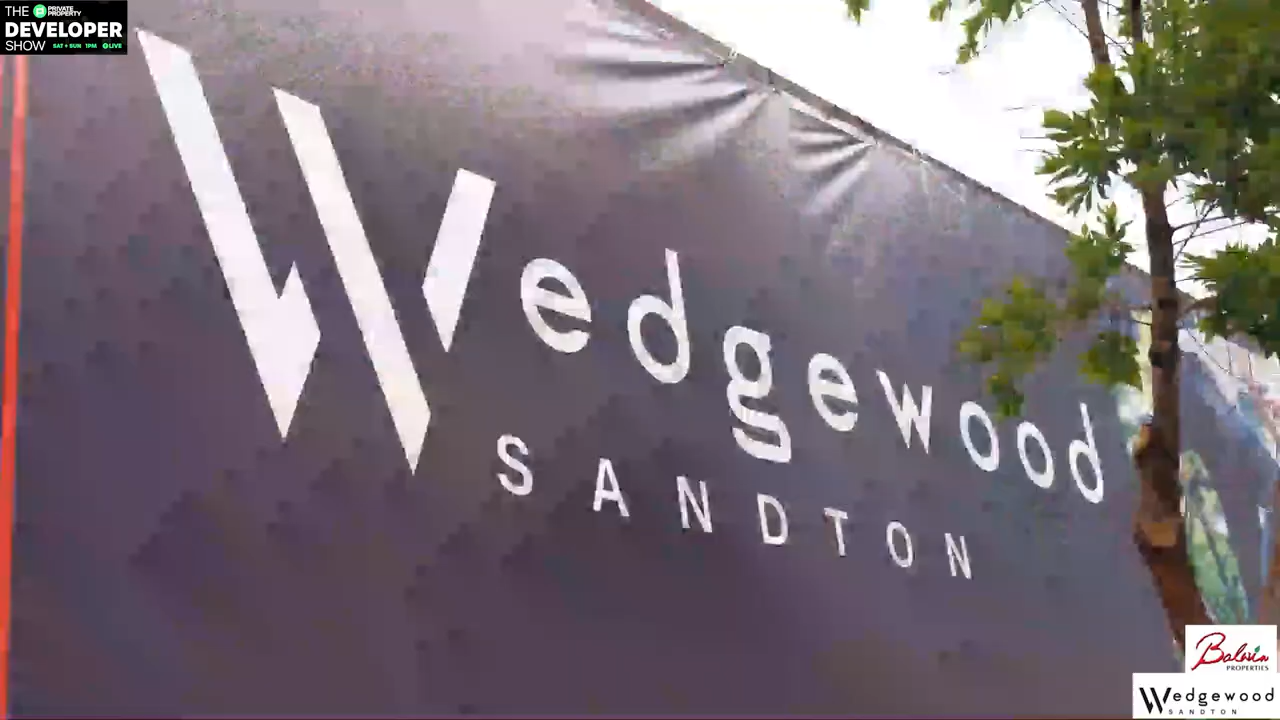 THE PRIVATE PROPERTY
DEVELOPER
SHOW SAT + SUN 1PM LIVE
Wedgewood
SANDTON
Balwin
PROPERTIES
Wedgewood
SANDTON